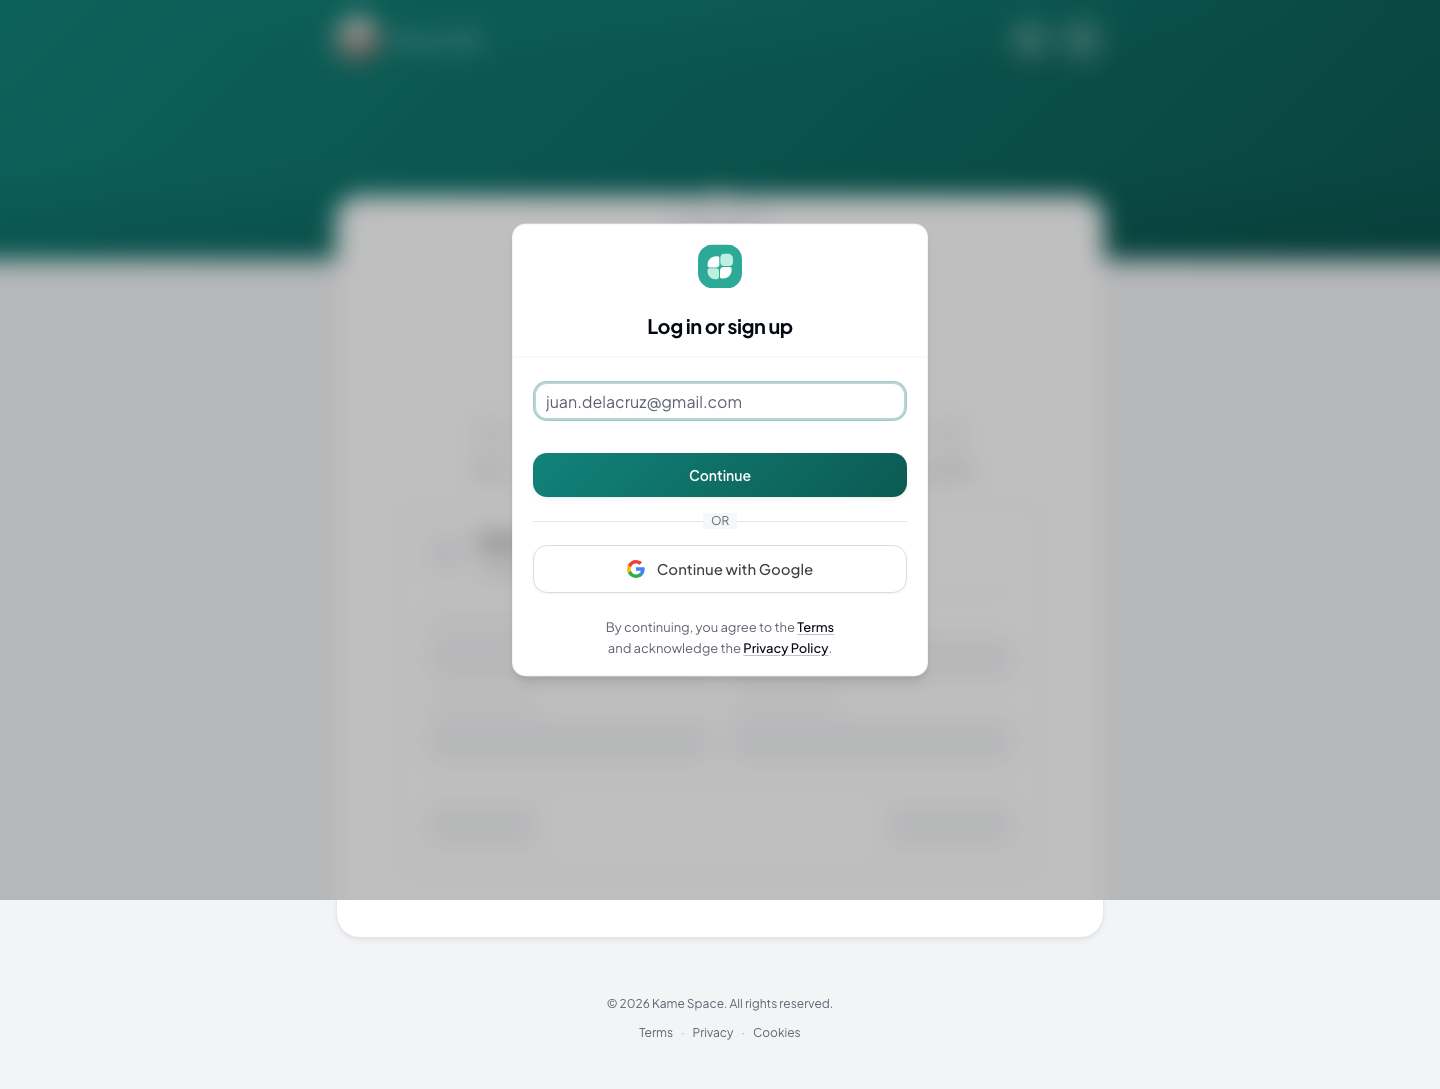 Log in or sign up
juan.delacruz@gmail.com
Continue
OR
Continue with Google
By continuing, you agree to the Terms
and acknowledge the Privacy Policy.
© 2026 Kame Space. All rights reserved.
Terms · Privacy · Cookies